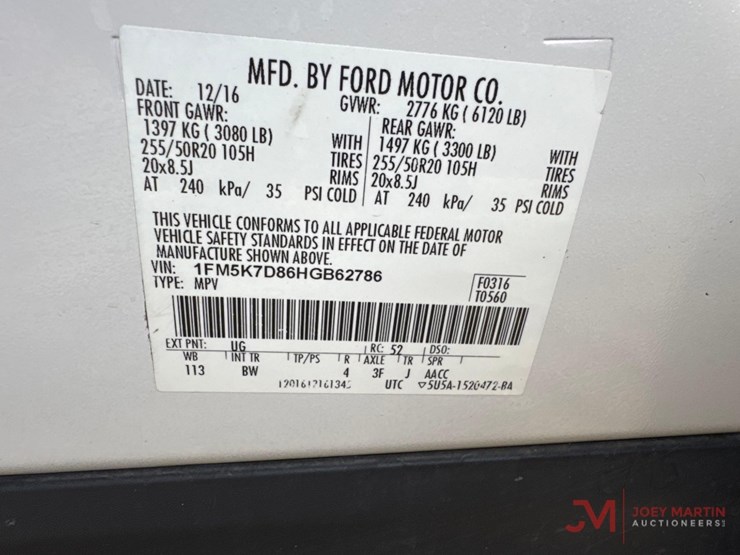 MFD. BY FORD MOTOR CO.
DATE: 12/16 GVWR: 2776 KG ( 6120 LB)
FRONT GAWR: REAR GAWR:
1397 KG ( 3080 LB) WITH 1497 KG ( 3300 LB) WITH
255/50R20 105H TIRES 255/50R20 105H TIRES
20x8.5J RIMS 20x8.5J RIMS
AT 240 kPa/ 35 PSI COLD AT 240 kPa/ 35 PSI COLD
THIS VEHICLE CONFORMS TO ALL APPLICABLE FEDERAL MOTOR
VEHICLE SAFETY STANDARDS IN EFFECT ON THE DATE OF
MANUFACTURE SHOWN ABOVE.
VIN: 1FM5K7D86HGB62786
TYPE: MPV
F0316
T0560
EXT PNT: UG RC: 52 DSO:
WB INT TR TP/PS R AXLE TR SPR
113 BW 4 3F J AACC
UTC ▽5U5A-1520472-BA
JM JOEY MARTIN
AUCTIONEERS